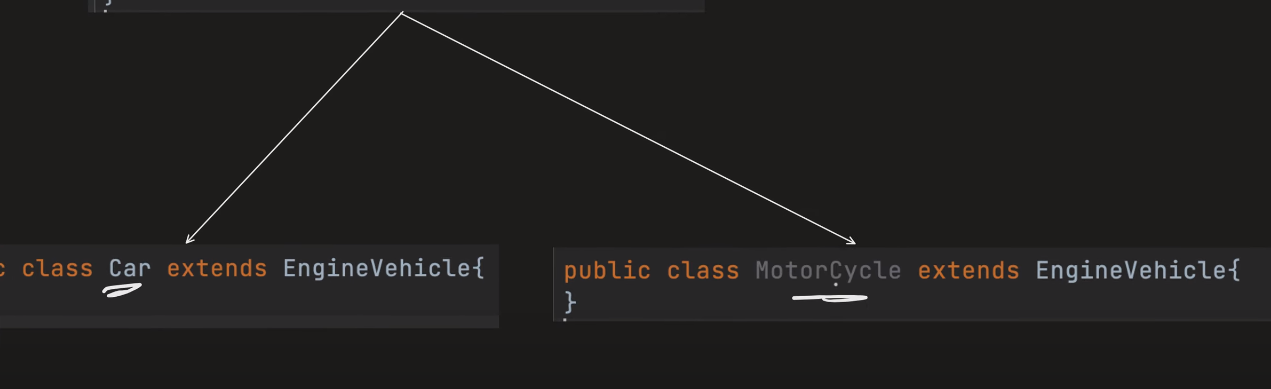 }
c class Car extends EngineVehicle{
public class MotorCycle extends EngineVehicle{
}